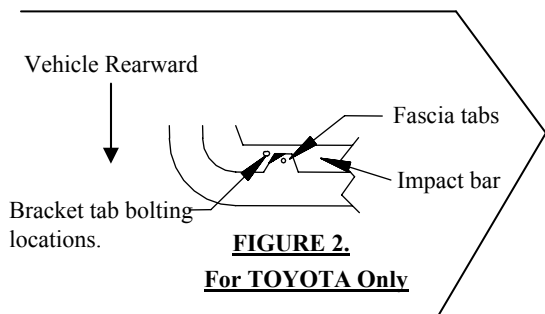 Vehicle Rearward
Fascia tabs
Impact bar
Bracket tab bolting
locations.
FIGURE 2.
For TOYOTA Only